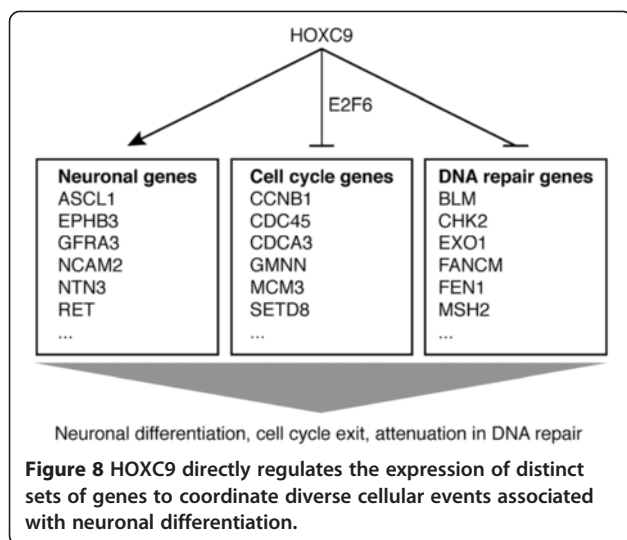 HOXC9
E2F6
Neuronal genes
ASCL1
EPHB3
GFRA3
NCAM2
NTN3
RET
...
Cell cycle genes
CCNB1
CDC45
CDCA3
GMNN
MCM3
SETD8
...
DNA repair genes
BLM
CHK2
EXO1
FANCM
FEN1
MSH2
...
Neuronal differentiation, cell cycle exit, attenuation in DNA repair
Figure 8 HOXC9 directly regulates the expression of distinct
sets of genes to coordinate diverse cellular events associated
with neuronal differentiation.